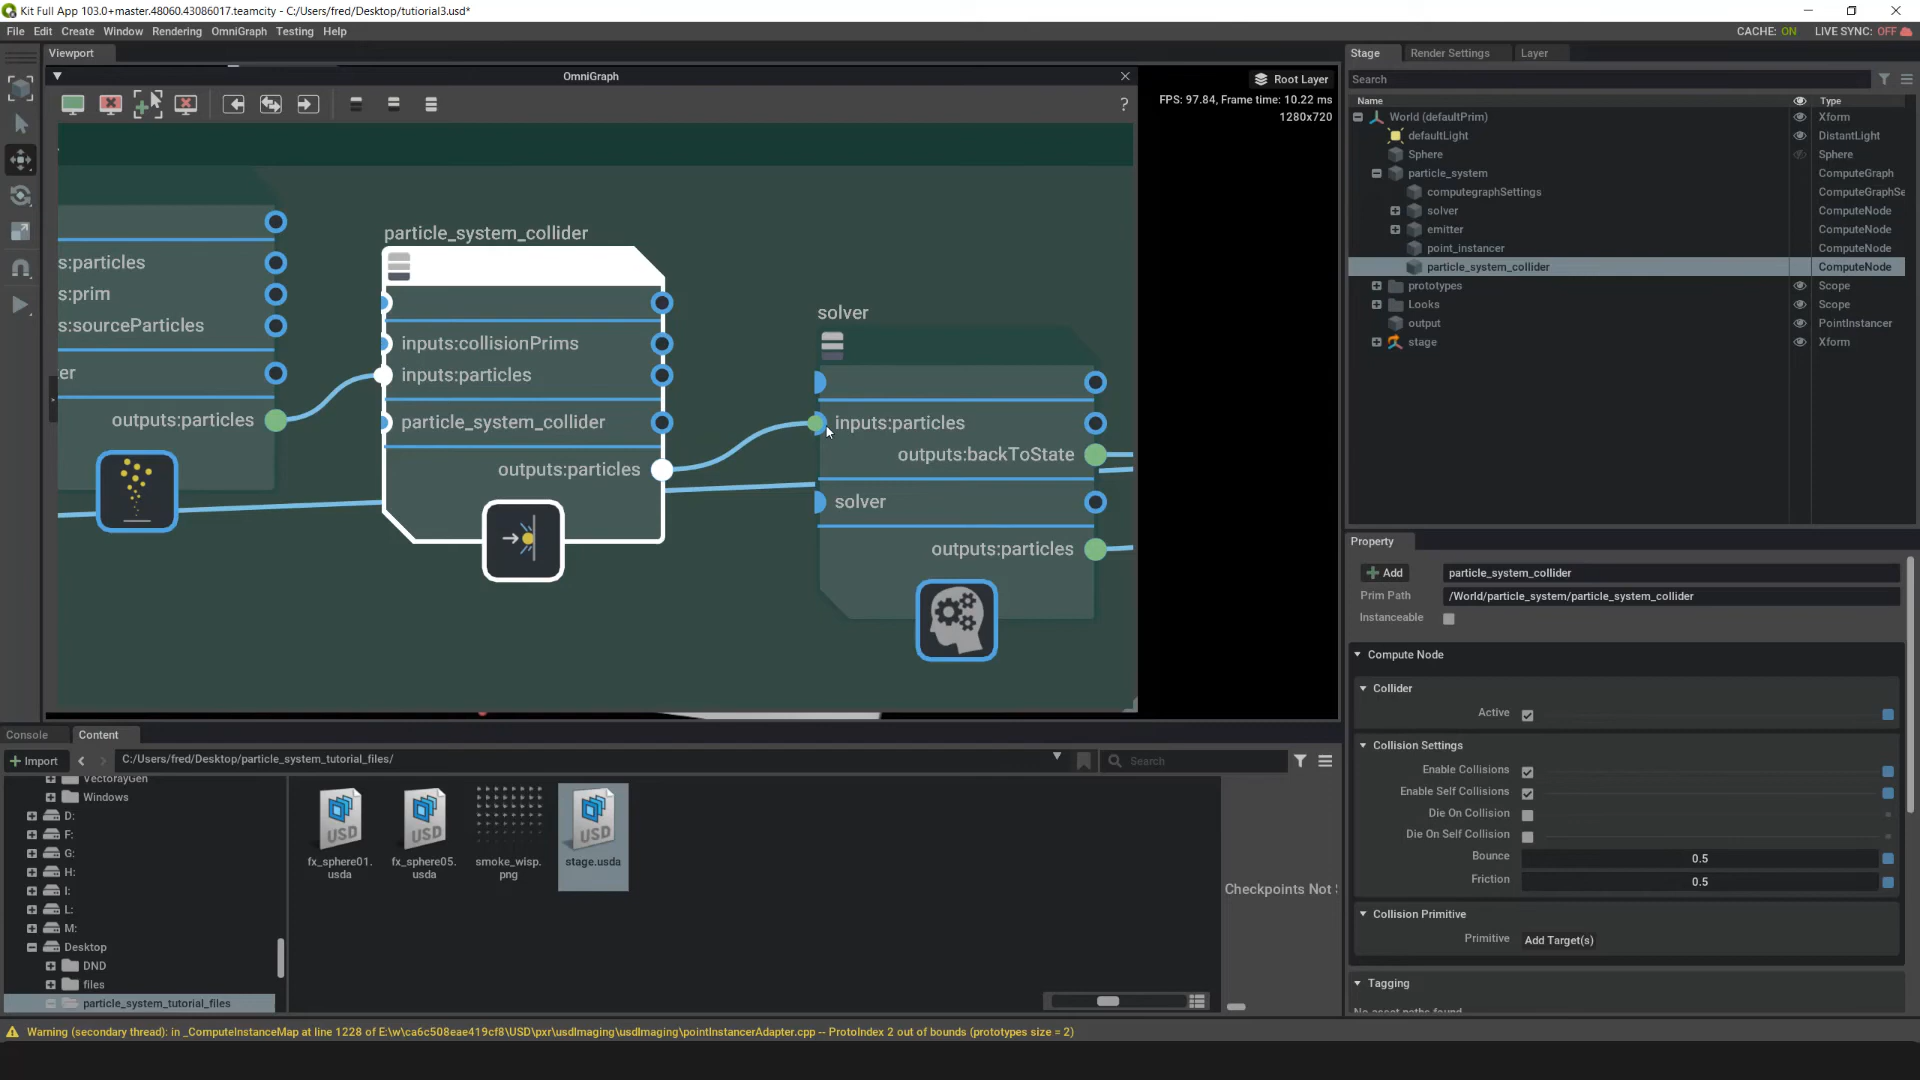 Kit Full App 103.0+master.48060.43086017.teamcity - C:/Users/fred/Desktop/tutorial3.usd*
File Edit Create Window Rendering OmniGraph Testing Help
CACHE: ON LIVE SYNC: OFF
Viewport
OmniGraph
?
Root Layer
FPS: 97.84, Frame time: 10.22 ms
1280x720
s:particles
s:prim
s:sourceParticles
er
outputs:particles
particle_system_collider
inputs:collisionPrims
inputs:particles
particle_system_collider
outputs:particles
solver
inputs:particles
outputs:backToState
solver
outputs:particles
Stage Render Settings Layer
Search
Name Type
World (defaultPrim) Xform
defaultLight DistantLight
Sphere Sphere
particle_system ComputeGraph
computegraphSettings ComputeGraphSe
solver ComputeNode
emitter ComputeNode
point_instancer ComputeNode
particle_system_collider ComputeNode
prototypes Scope
Looks Scope
output PointInstancer
stage Xform
Property
Add particle_system_collider
Prim Path /World/particle_system/particle_system_collider
Instanceable
Compute Node
Collider
Active
Collision Settings
Enable Collisions
Enable Self Collisions
Die On Collision
Die On Self Collision
Bounce 0.5
Friction 0.5
Collision Primitive
Primitive Add Target(s)
Tagging
Console Content
Import C:/Users/fred/Desktop/particle_system_tutorial_files/ Search
VectorayGen
Windows
D:
F:
G:
H:
I:
L:
M:
Desktop
DND
files
particle_system_tutorial_files
USD
fx_sphere01.
usda
USD
fx_sphere05.
usda
smoke_wisp.
png
USD
stage.usda
Checkpoints Not
Warning (secondary thread): in _ComputeInstanceMap at line 1228 of E:\w\ca6c508eae419cf8\USD\pxr\usdImaging\usdImaging\pointInstancerAdapter.cpp -- ProtoIndex 2 out of bounds (prototypes size = 2)